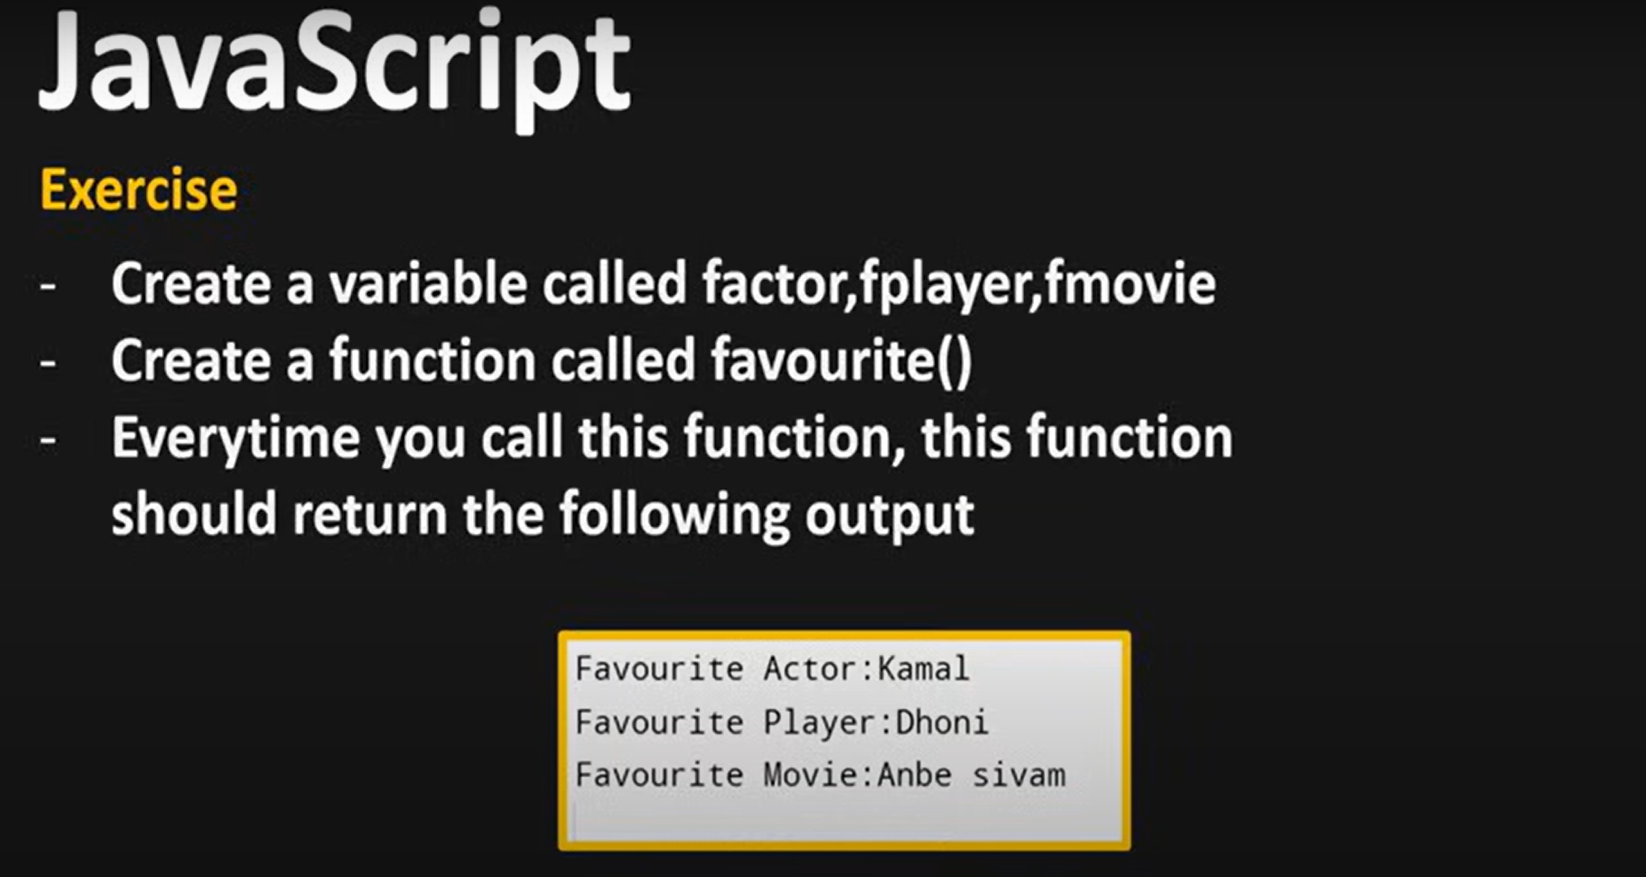 JavaScript
Exercise
- Create a variable called factor,fplayer,fmovie
- Create a function called favourite()
- Everytime you call this function, this function
should return the following output
Favourite Actor:Kamal
Favourite Player:Dhoni
Favourite Movie:Anbe sivam